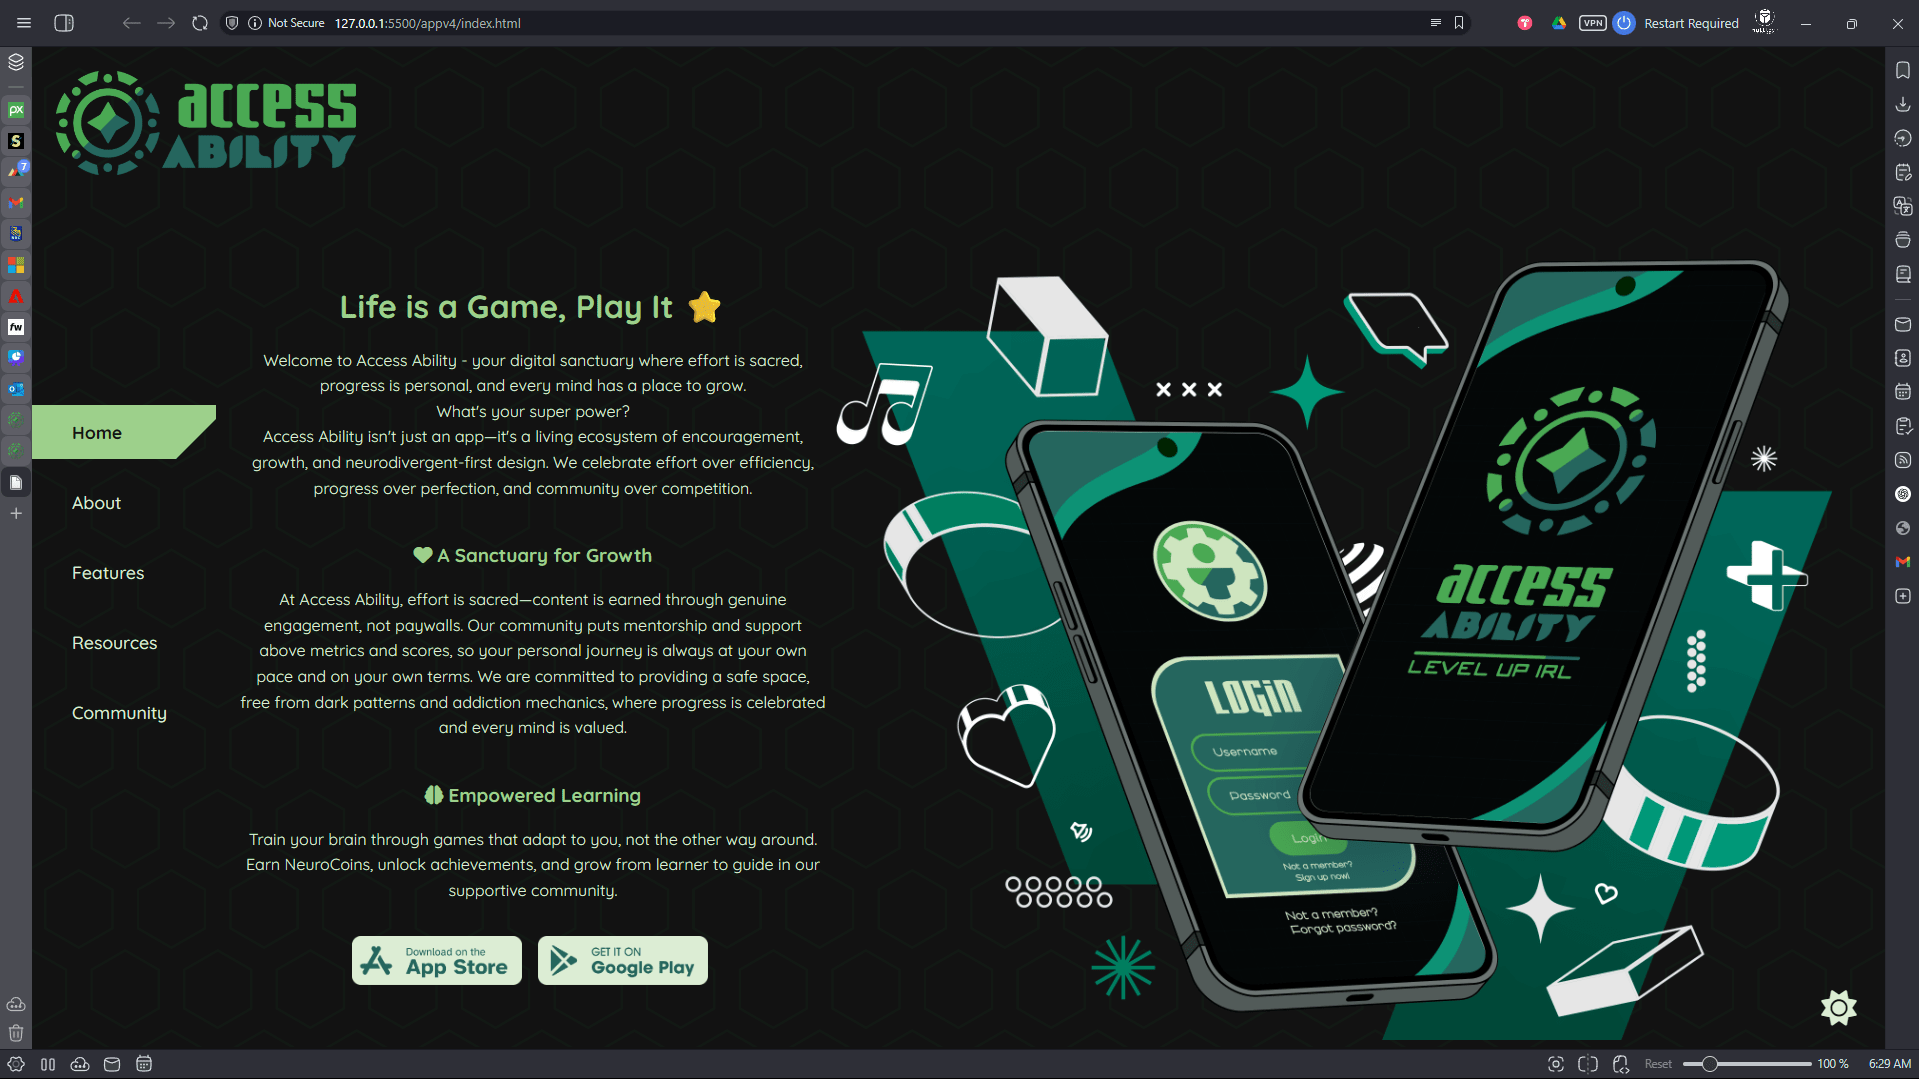 Not Secure 127.0.0.1:5500/appv4/index.html
VPN
Restart Required
px
S
7
fw
access
ABILITY
Home
About
Features
Resources
Community
Life is a Game, Play It
Welcome to Access Ability - your digital sanctuary where effort is sacred,
progress is personal, and every mind has a place to grow.
What's your super power?
Access Ability isn't just an app—it's a living ecosystem of encouragement,
growth, and neurodivergent-first design. We celebrate effort over efficiency,
progress over perfection, and community over competition.
A Sanctuary for Growth
At Access Ability, effort is sacred—content is earned through genuine
engagement, not paywalls. Our community puts mentorship and support
above metrics and scores, so your personal journey is always at your own
pace and on your own terms. We are committed to providing a safe space,
free from dark patterns and addiction mechanics, where progress is celebrated
and every mind is valued.
Empowered Learning
Train your brain through games that adapt to you, not the other way around.
Earn NeuroCoins, unlock achievements, and grow from learner to guide in our
supportive community.
Download on the
App Store
GET IT ON
Google Play
LOGIN
Username
Password
Login
Not a member?
Sign up now!
Not a member?
Forgot password?
access
ABILITY
LEVEL UP IRL
Reset
100 %
6:29 AM